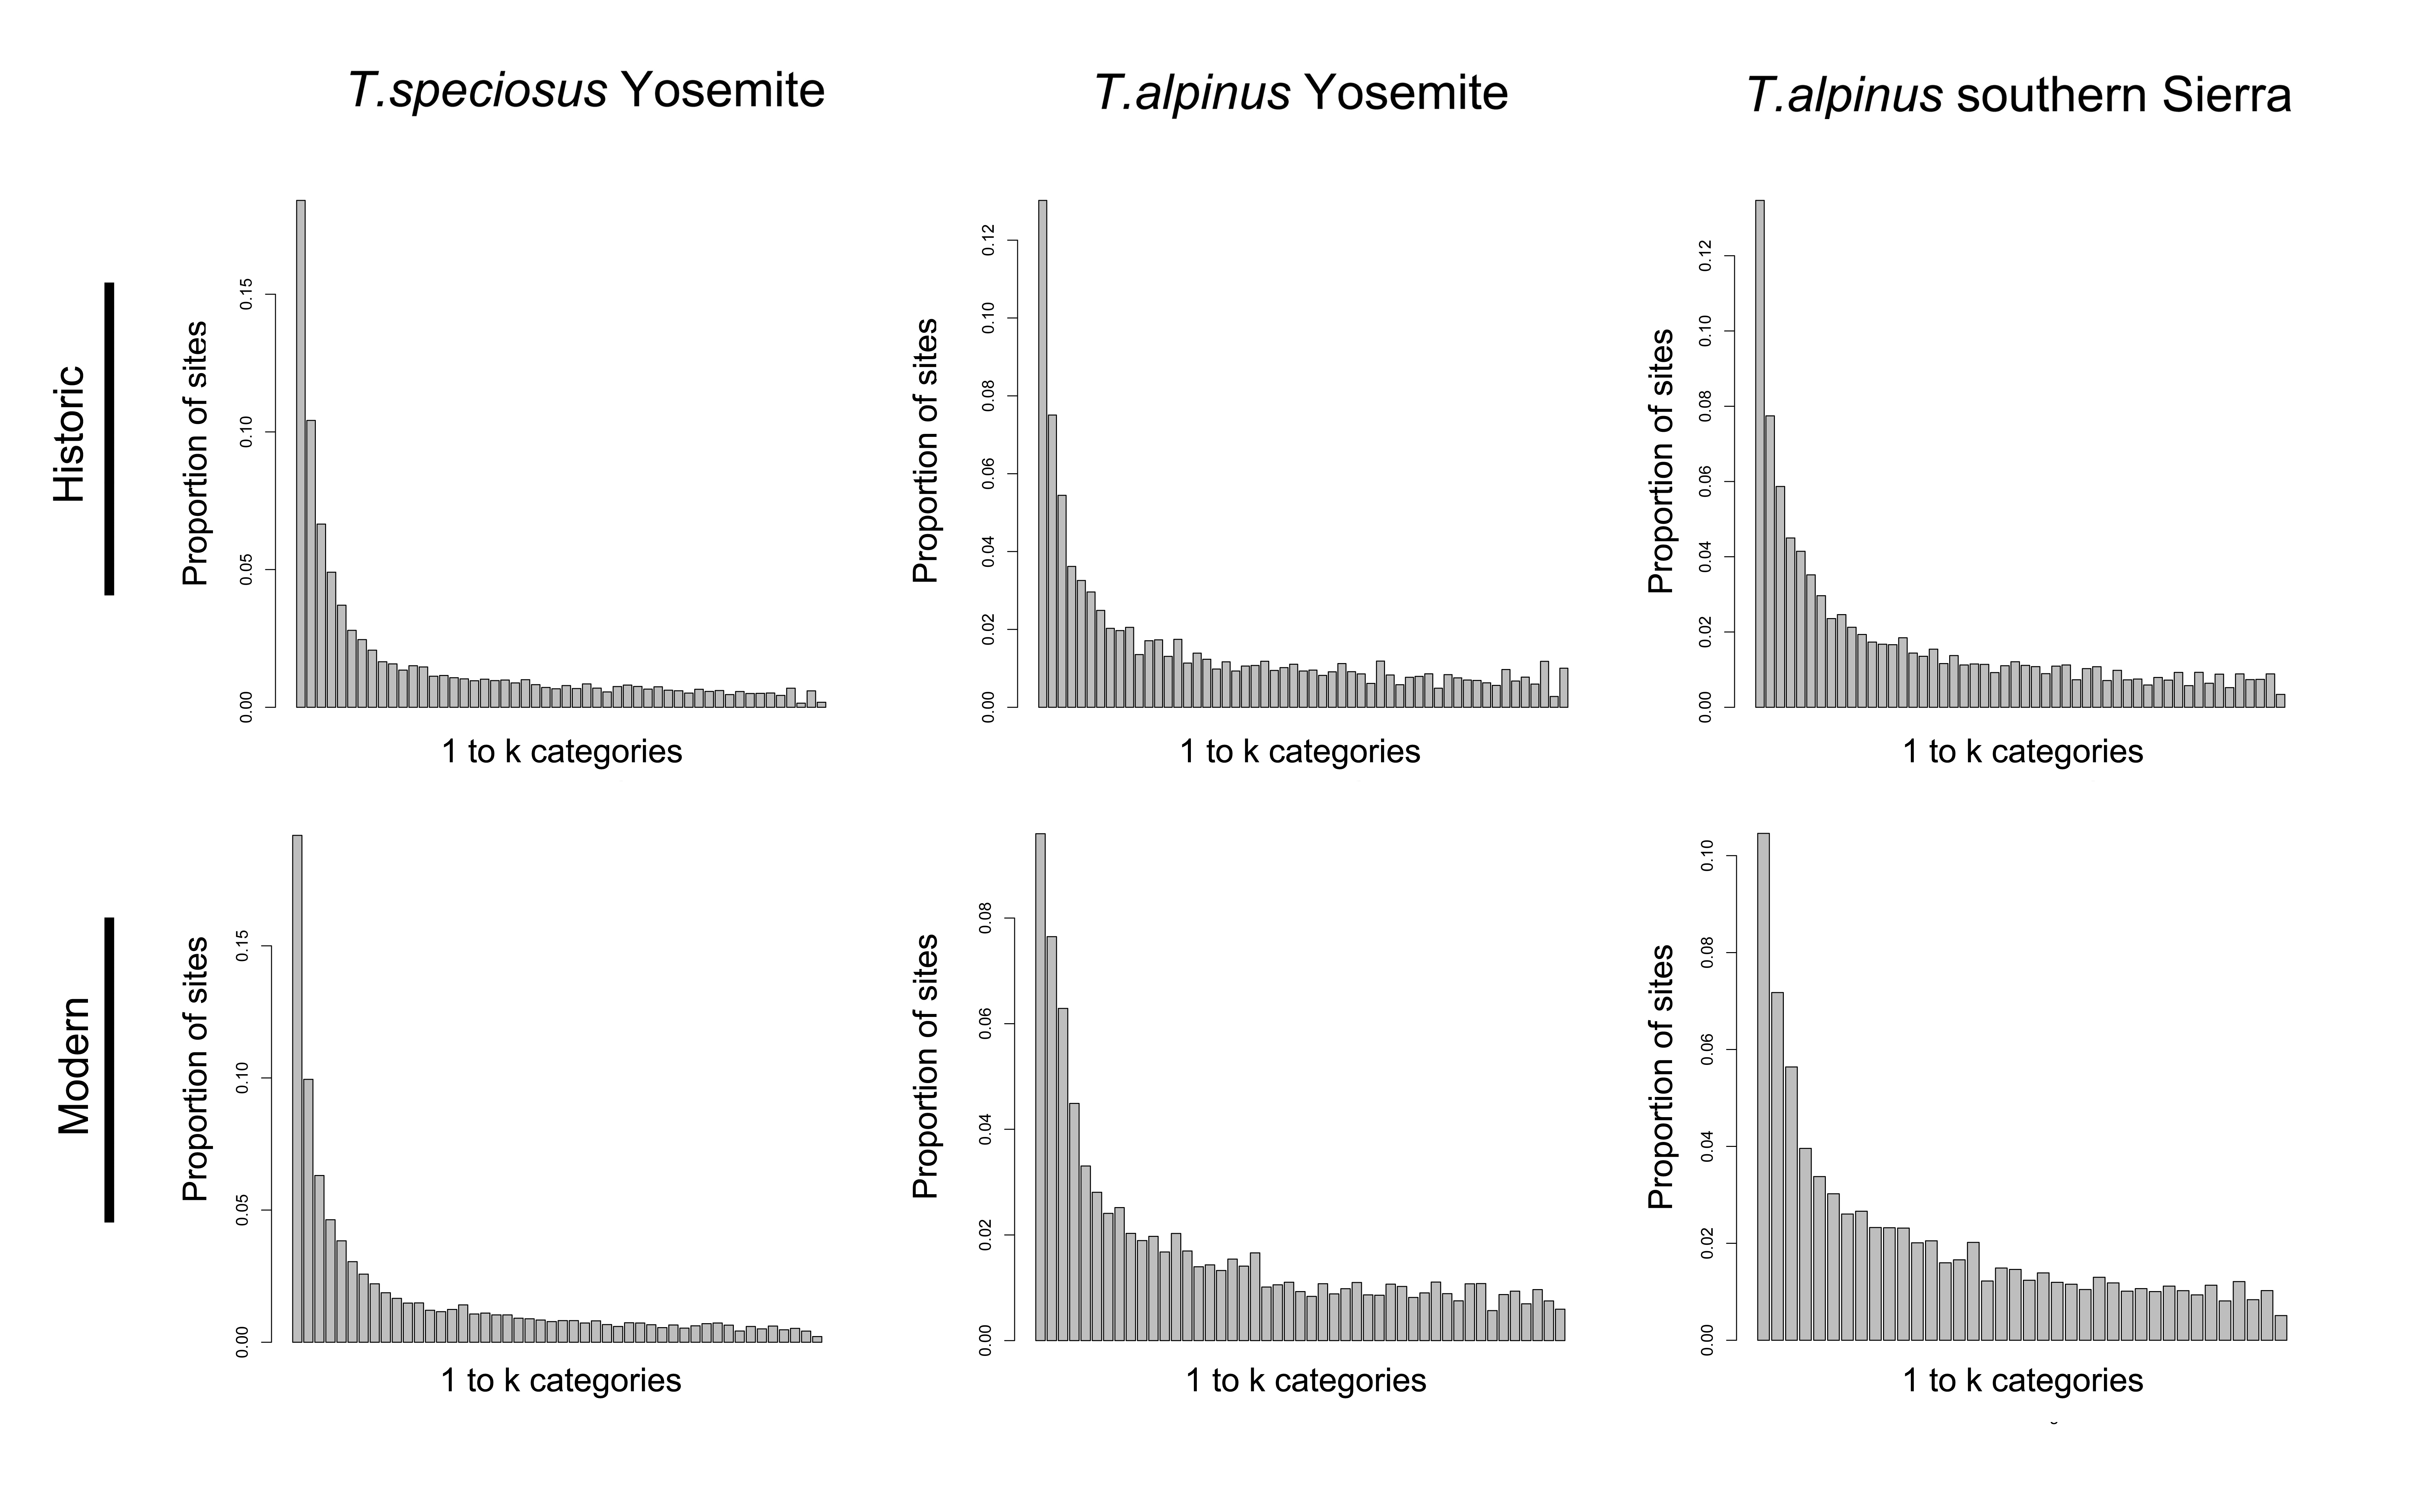 T.speciosus Yosemite
T.alpinus Yosemite
T.alpinus southern Sierra
Historic
Proportion of sites
0.00
0.05
0.10
0.15
1 to k categories
Proportion of sites
0.00
0.02
0.04
0.06
0.08
0.10
0.12
1 to k categories
Proportion of sites
0.00
0.02
0.04
0.06
0.08
0.10
0.12
1 to k categories
Modern
Proportion of sites
0.00
0.05
0.10
0.15
1 to k categories
Proportion of sites
0.00
0.02
0.04
0.06
0.08
1 to k categories
Proportion of sites
0.00
0.02
0.04
0.06
0.08
0.10
1 to k categories